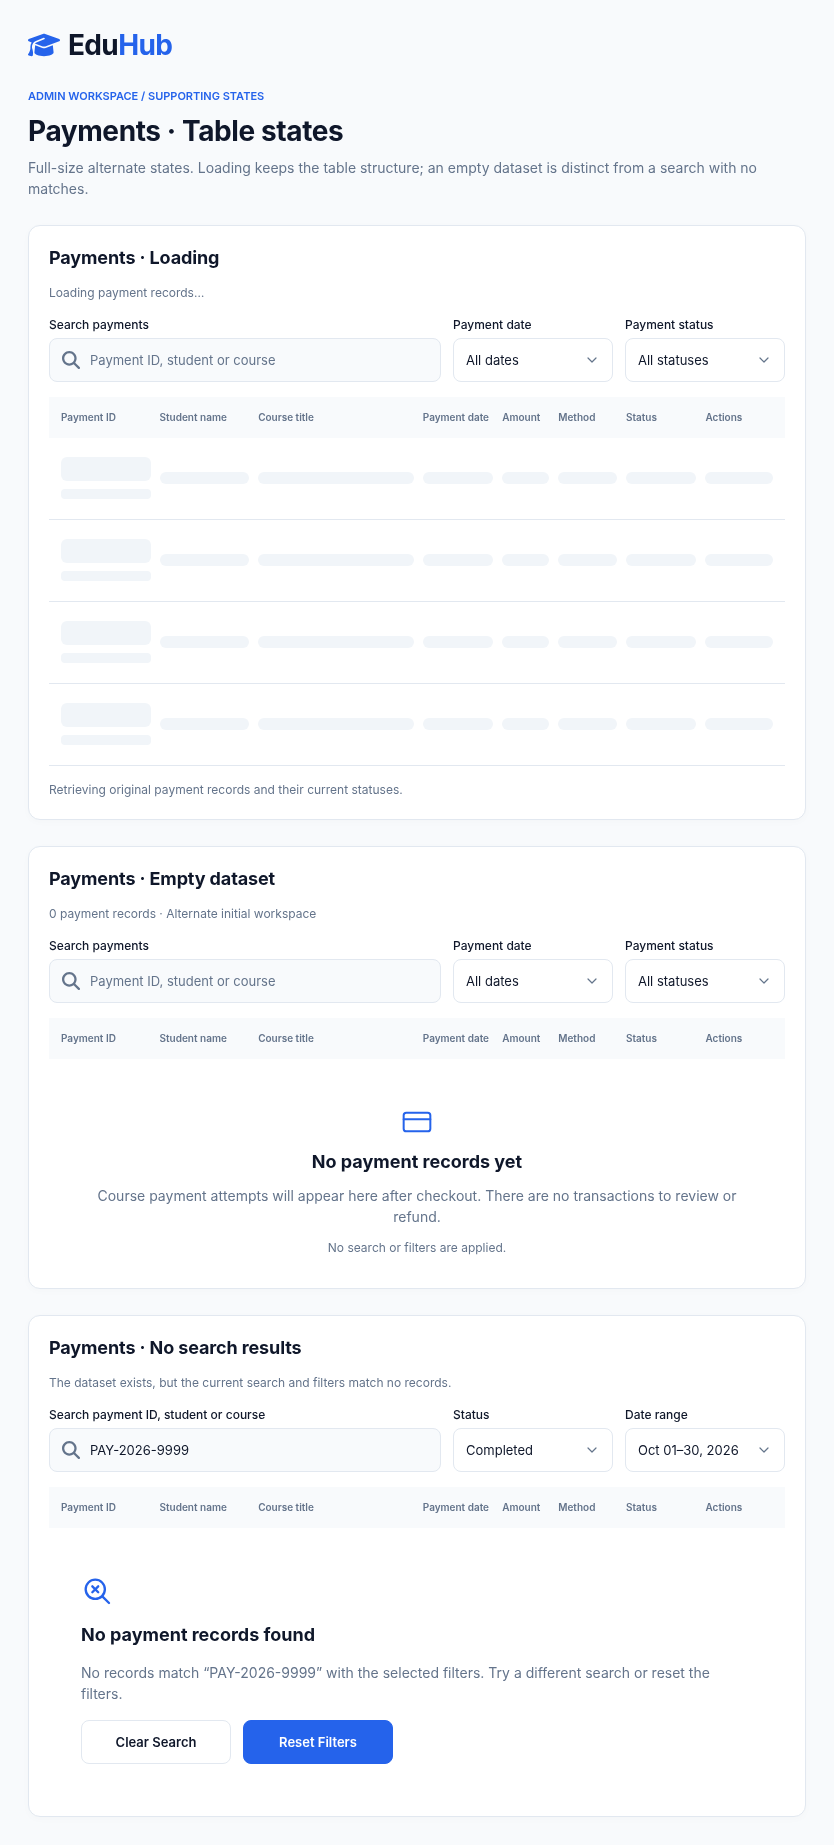 EduHub
ADMIN WORKSPACE / SUPPORTING STATES
Payments · Table states
Full-size alternate states. Loading keeps the table structure; an empty dataset is distinct from a search with no
matches.
Payments · Loading
Loading payment records...
Search payments Payment date Payment status
Payment ID, student or course All dates All statuses
Payment ID Student name Course title Payment date Amount Method Status Actions
Retrieving original payment records and their current statuses.
Payments · Empty dataset
0 payment records · Alternate initial workspace
Search payments Payment date Payment status
Payment ID, student or course All dates All statuses
Payment ID Student name Course title Payment date Amount Method Status Actions
No payment records yet
Course payment attempts will appear here after checkout. There are no transactions to review or
refund.
No search or filters are applied.
Payments · No search results
The dataset exists, but the current search and filters match no records.
Search payment ID, student or course Status Date range
PAY-2026-9999 Completed Oct 01–30, 2026
Payment ID Student name Course title Payment date Amount Method Status Actions
No payment records found
No records match “PAY-2026-9999” with the selected filters. Try a different search or reset the
filters.
Clear Search Reset Filters